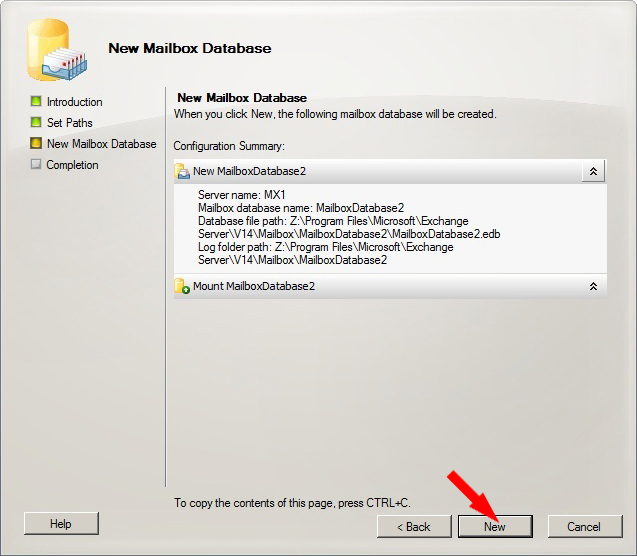 New Mailbox Database
Introduction
Set Paths
New Mailbox Database
Completion
New Mailbox Database
When you click New, the following mailbox database will be created.
Configuration Summary:
New MailboxDatabase2
Server name: MX1
Mailbox database name: MailboxDatabase2
Database file path: Z:\Program Files\Microsoft\Exchange
Server\V14\Mailbox\MailboxDatabase2\MailboxDatabase2.edb
Log folder path: Z:\Program Files\Microsoft\Exchange
Server\V14\Mailbox\MailboxDatabase2
Mount MailboxDatabase2
To copy the contents of this page, press CTRL+C.
Help
< Back
New
Cancel